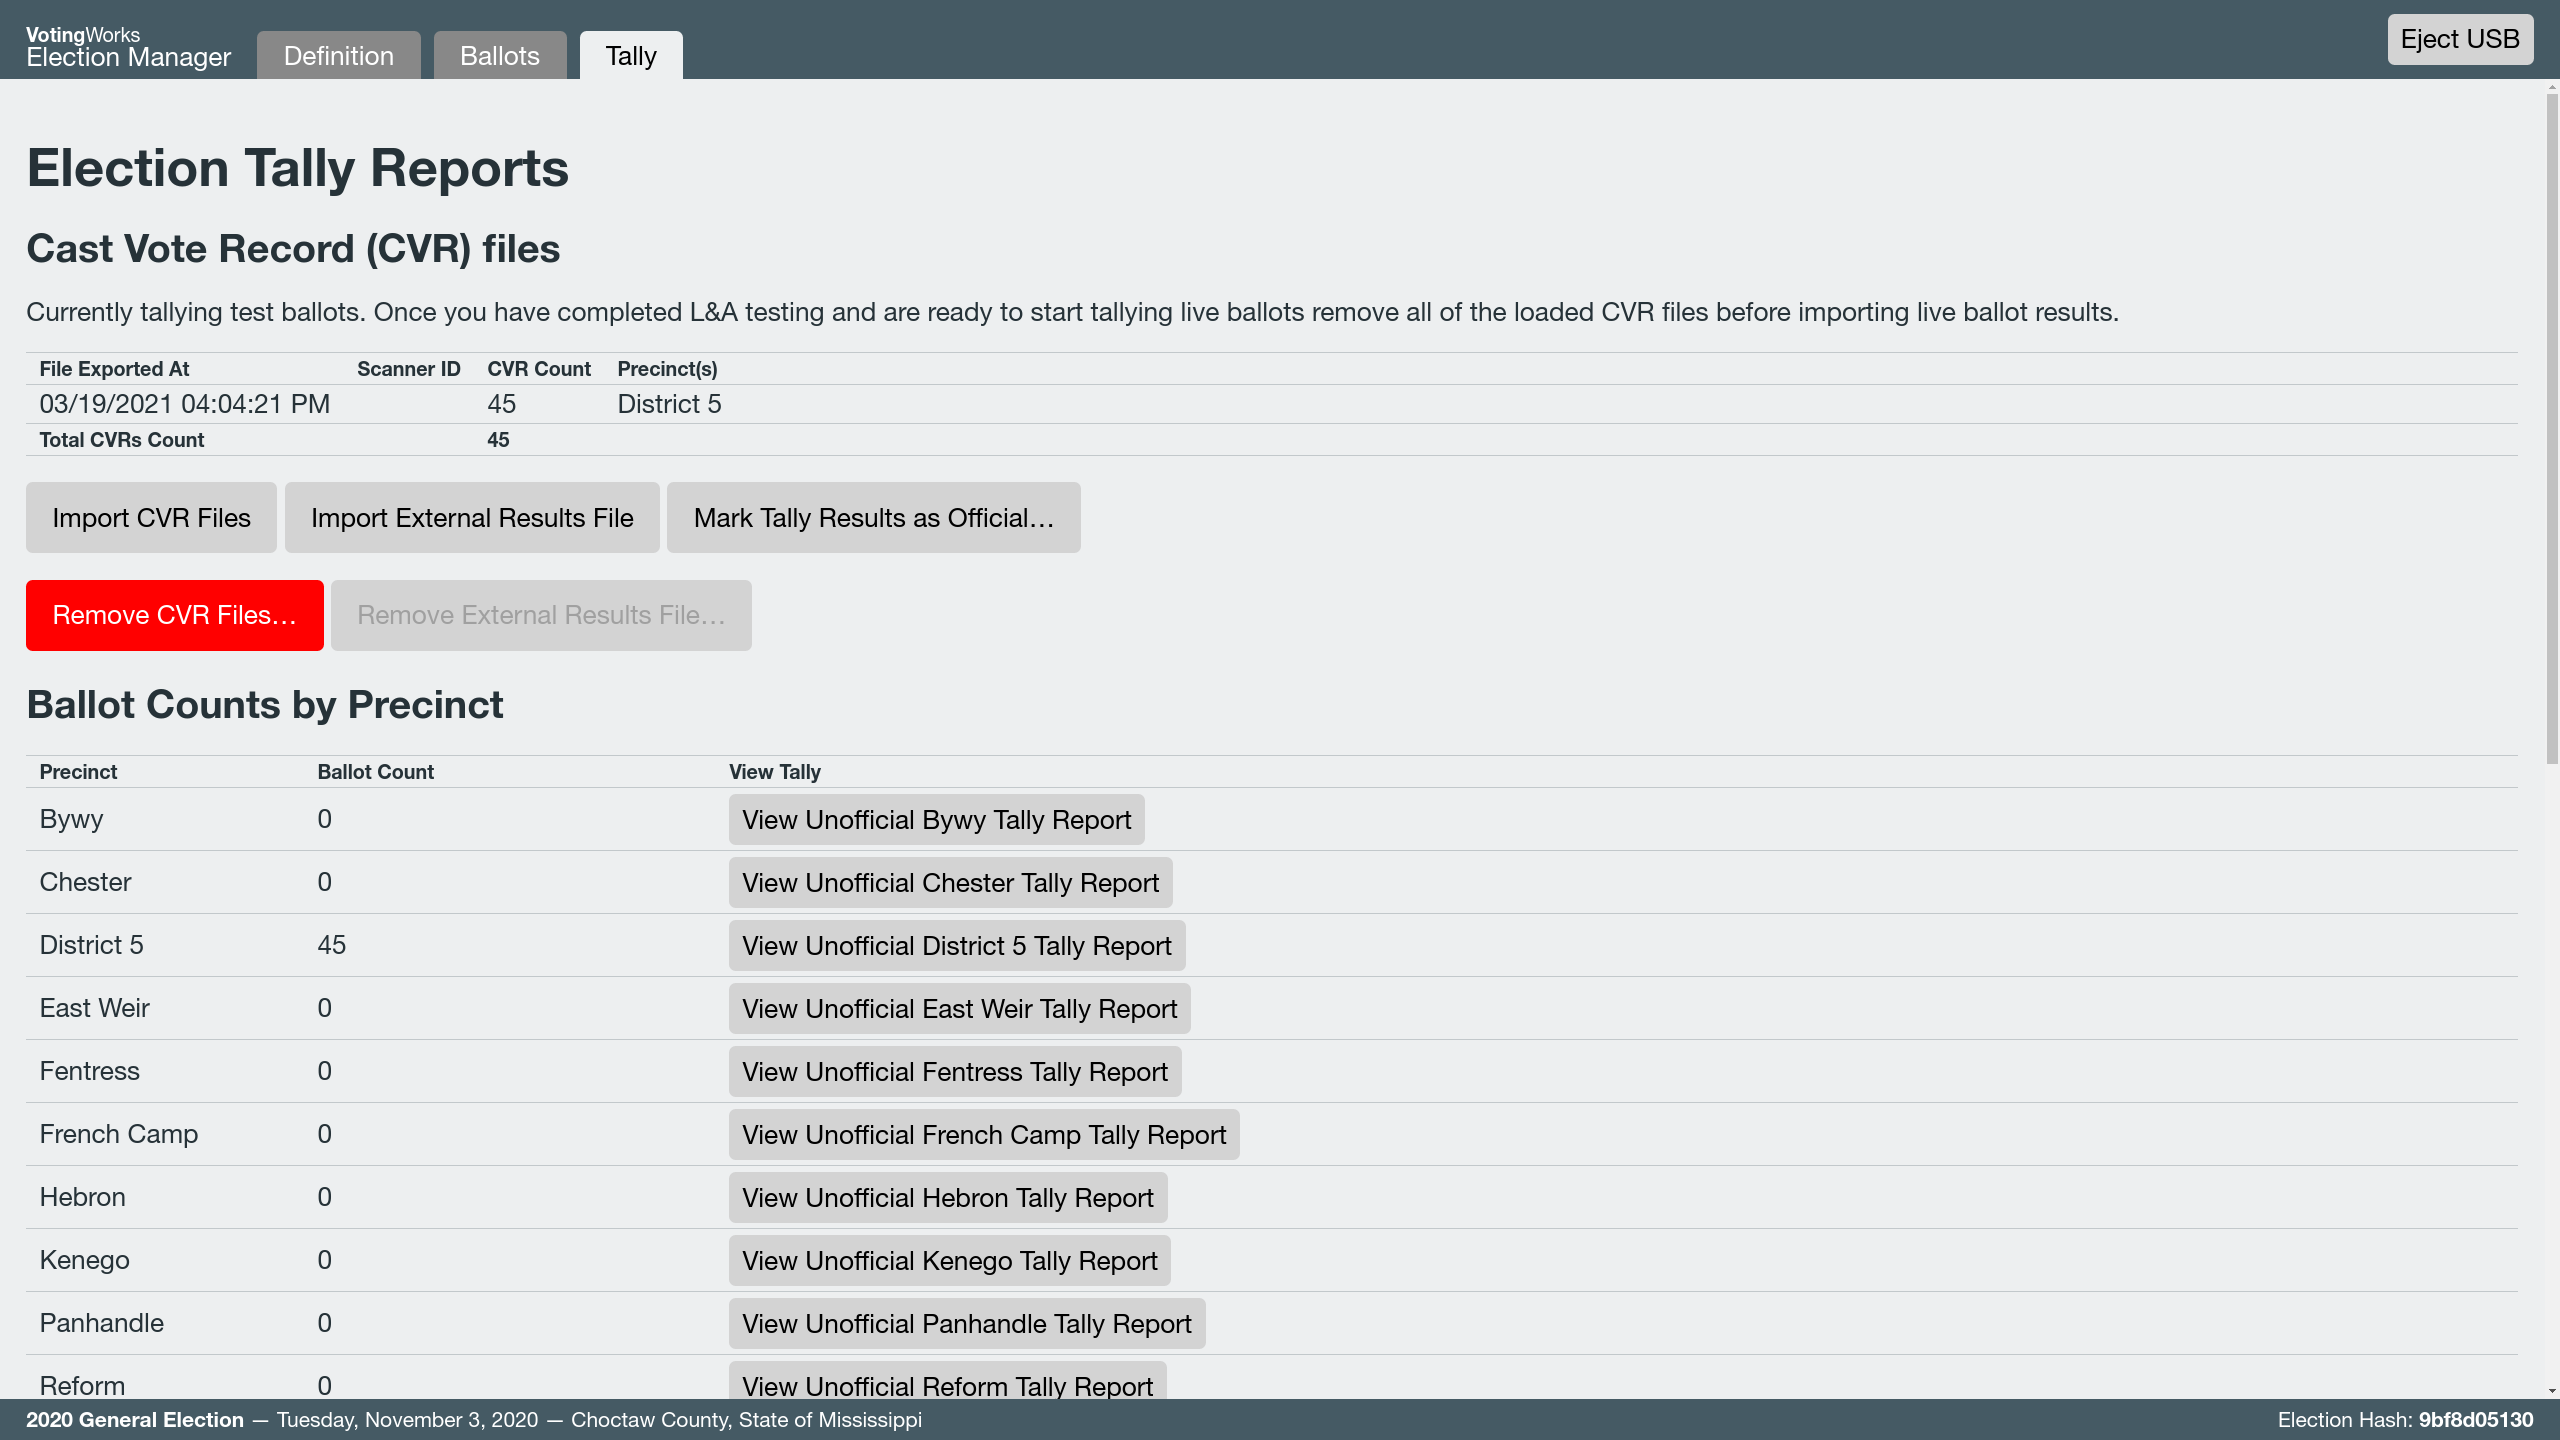 VotingWorks
Election Manager
Definition
Ballots
Tally
Eject USB
Election Tally Reports
Cast Vote Record (CVR) files
Currently tallying test ballots. Once you have completed L&A testing and are ready to start tallying live ballots remove all of the loaded CVR files before importing live ballot results.
File Exported At Scanner ID CVR Count Precinct(s)
03/19/2021 04:04:21 PM 45 District 5
Total CVRs Count 45
Import CVR Files Import External Results File Mark Tally Results as Official…
Remove CVR Files… Remove External Results File…
Ballot Counts by Precinct
Precinct Ballot Count View Tally
Bywy 0 View Unofficial Bywy Tally Report
Chester 0 View Unofficial Chester Tally Report
District 5 45 View Unofficial District 5 Tally Report
East Weir 0 View Unofficial East Weir Tally Report
Fentress 0 View Unofficial Fentress Tally Report
French Camp 0 View Unofficial French Camp Tally Report
Hebron 0 View Unofficial Hebron Tally Report
Kenego 0 View Unofficial Kenego Tally Report
Panhandle 0 View Unofficial Panhandle Tally Report
Reform 0 View Unofficial Reform Tally Report
2020 General Election — Tuesday, November 3, 2020 — Choctaw County, State of Mississippi
Election Hash: 9bf8d05130